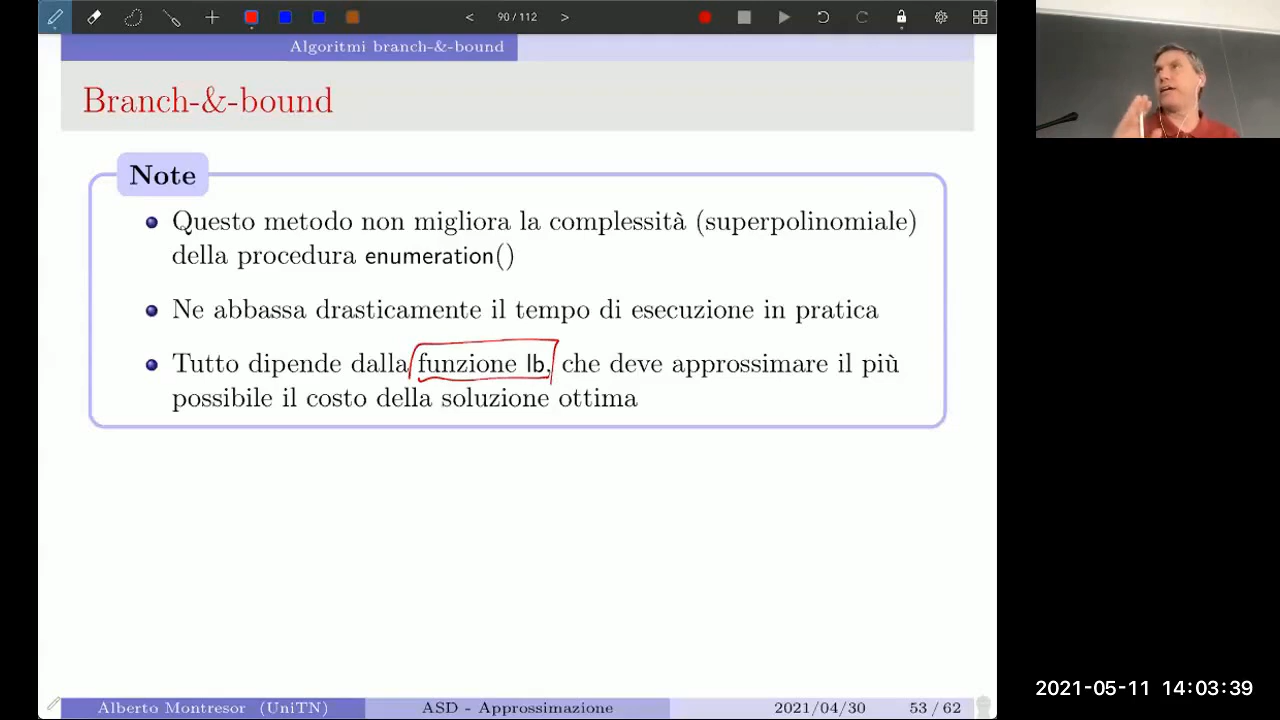 < 90 / 112 >
Algoritmi branch-&-bound
Branch-&-bound
Note
Questo metodo non migliora la complessità (superpolinomiale)
della procedura enumeration()
Ne abbassa drasticamente il tempo di esecuzione in pratica
Tutto dipende dalla funzione lb, che deve approssimare il più
possibile il costo della soluzione ottima
Alberto Montresor (UniTN) ASD - Approssimazione 2021/04/30 53 / 62
2021-05-11 14:03:39